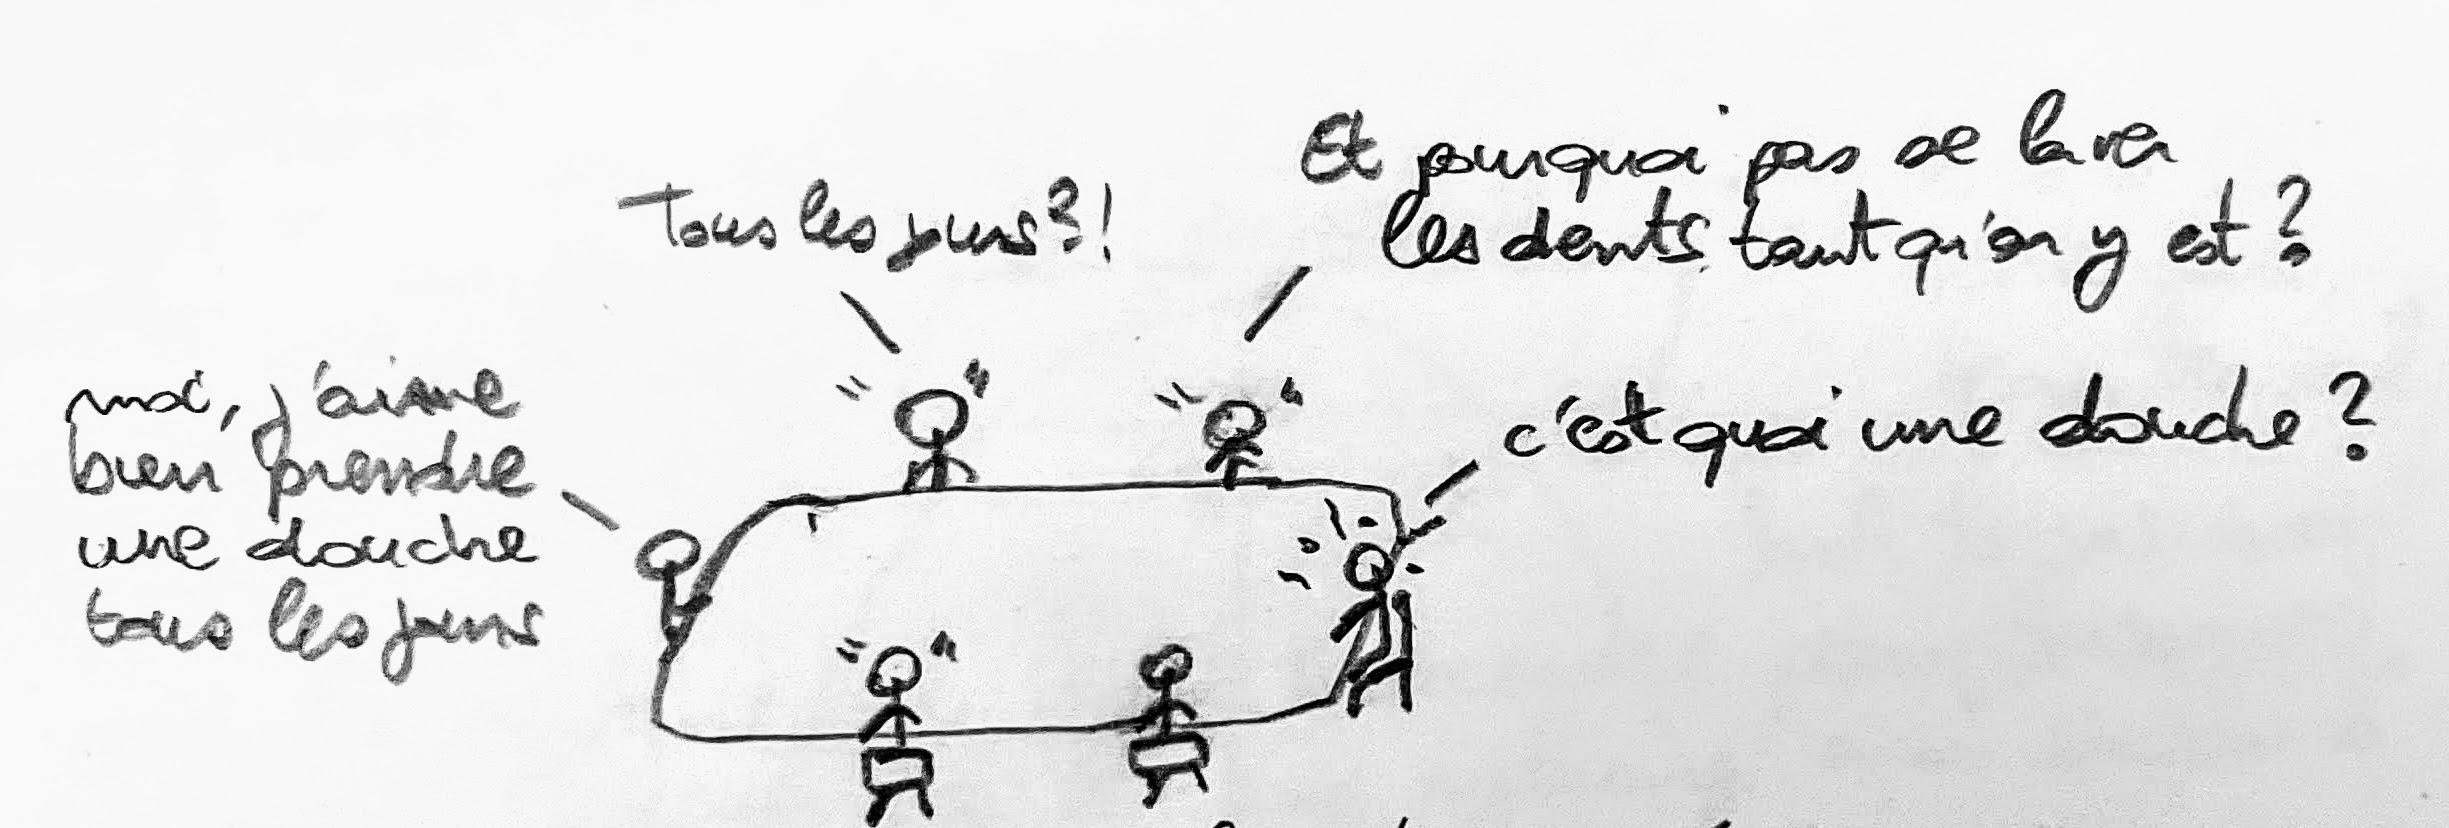 Et pourquoi pas se laver
les dents tant qu'on y est ?
Tous les jours ?!
moi, j'aime
bien prendre
une douche
tous les jours
c'est quoi une douche ?